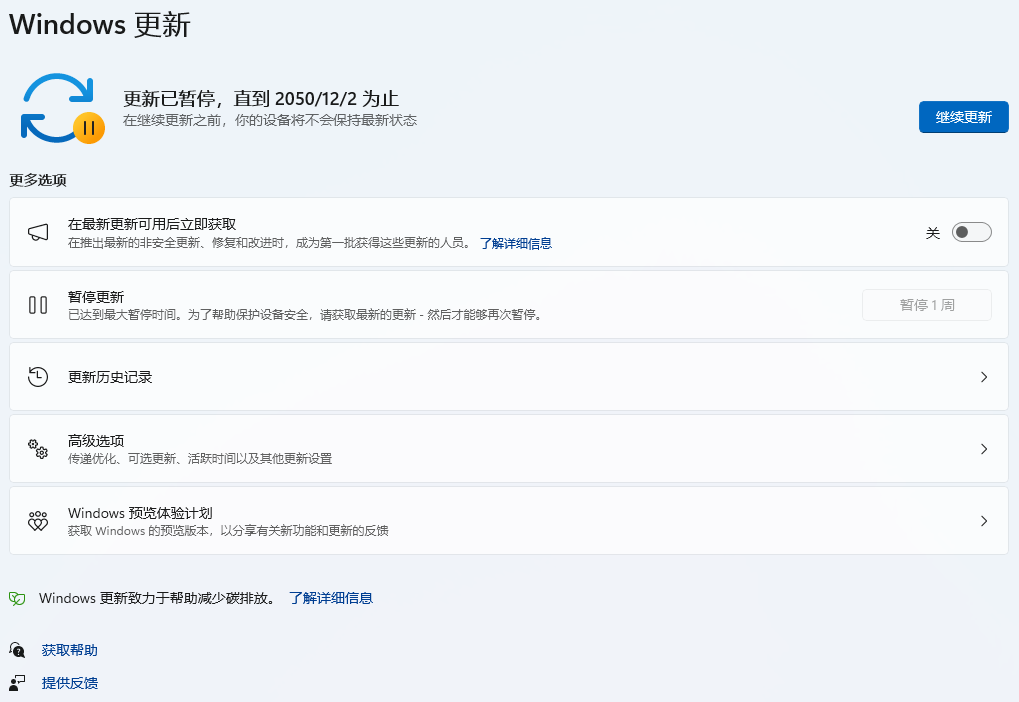 Windows 更新
更新已暂停，直到 2050/12/2 为止
在继续更新之前，你的设备将不会保持最新状态
继续更新
更多选项
在最新更新可用后立即获取
在推出最新的非安全更新、修复和改进时，成为第一批获得这些更新的人员。 了解详细信息
关
暂停更新
已达到最大暂停时间。为了帮助保护设备安全，请获取最新的更新 - 然后才能够再次暂停。
暂停 1 周
更新历史记录
高级选项
传递优化、可选更新、活跃时间以及其他更新设置
Windows 预览体验计划
获取 Windows 的预览版本，以分享有关新功能和更新的反馈
Windows 更新致力于帮助减少碳排放。 了解详细信息
获取帮助
提供反馈